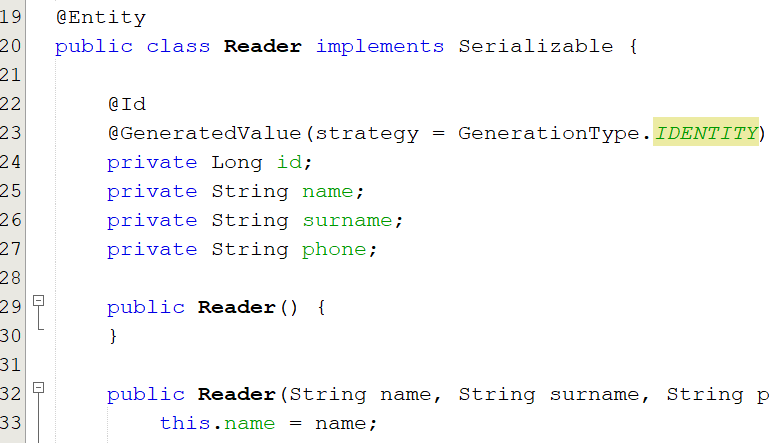 19 @Entity
20 public class Reader implements Serializable {
21
22 @Id
23 @GeneratedValue(strategy = GenerationType.IDENTITY)
24 private Long id;
25 private String name;
26 private String surname;
27 private String phone;
28
29 public Reader() {
30 }
31
32 public Reader(String name, String surname, String p
33 this.name = name;